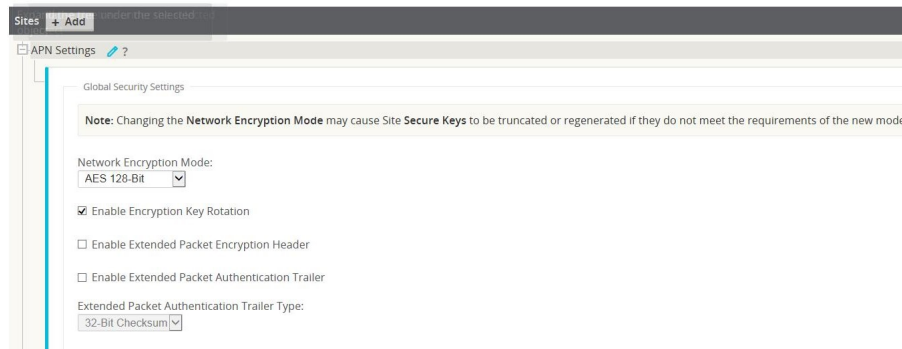 Sites + Add
APN Settings ?
Global Security Settings
Note: Changing the Network Encryption Mode may cause Site Secure Keys to be truncated or regenerated if they do not meet the requirements of the new mode
Network Encryption Mode:
AES 128-Bit
Enable Encryption Key Rotation
Enable Extended Packet Encryption Header
Enable Extended Packet Authentication Trailer
Extended Packet Authentication Trailer Type:
32-Bit Checksum